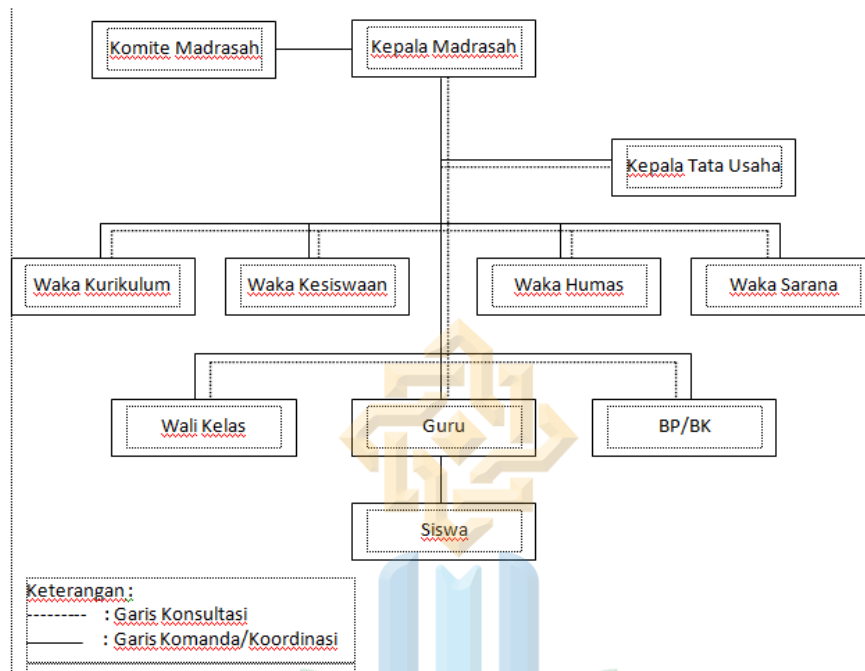 Komite Madrasah
Kepala Madrasah
Kepala Tata Usaha
Waka Kurikulum
Waka Kesiswaan
Waka Humas
Waka Sarana
Wali Kelas
Guru
BP/BK
Siswa
Keterangan :
: Garis Konsultasi
: Garis Komanda/Koordinasi